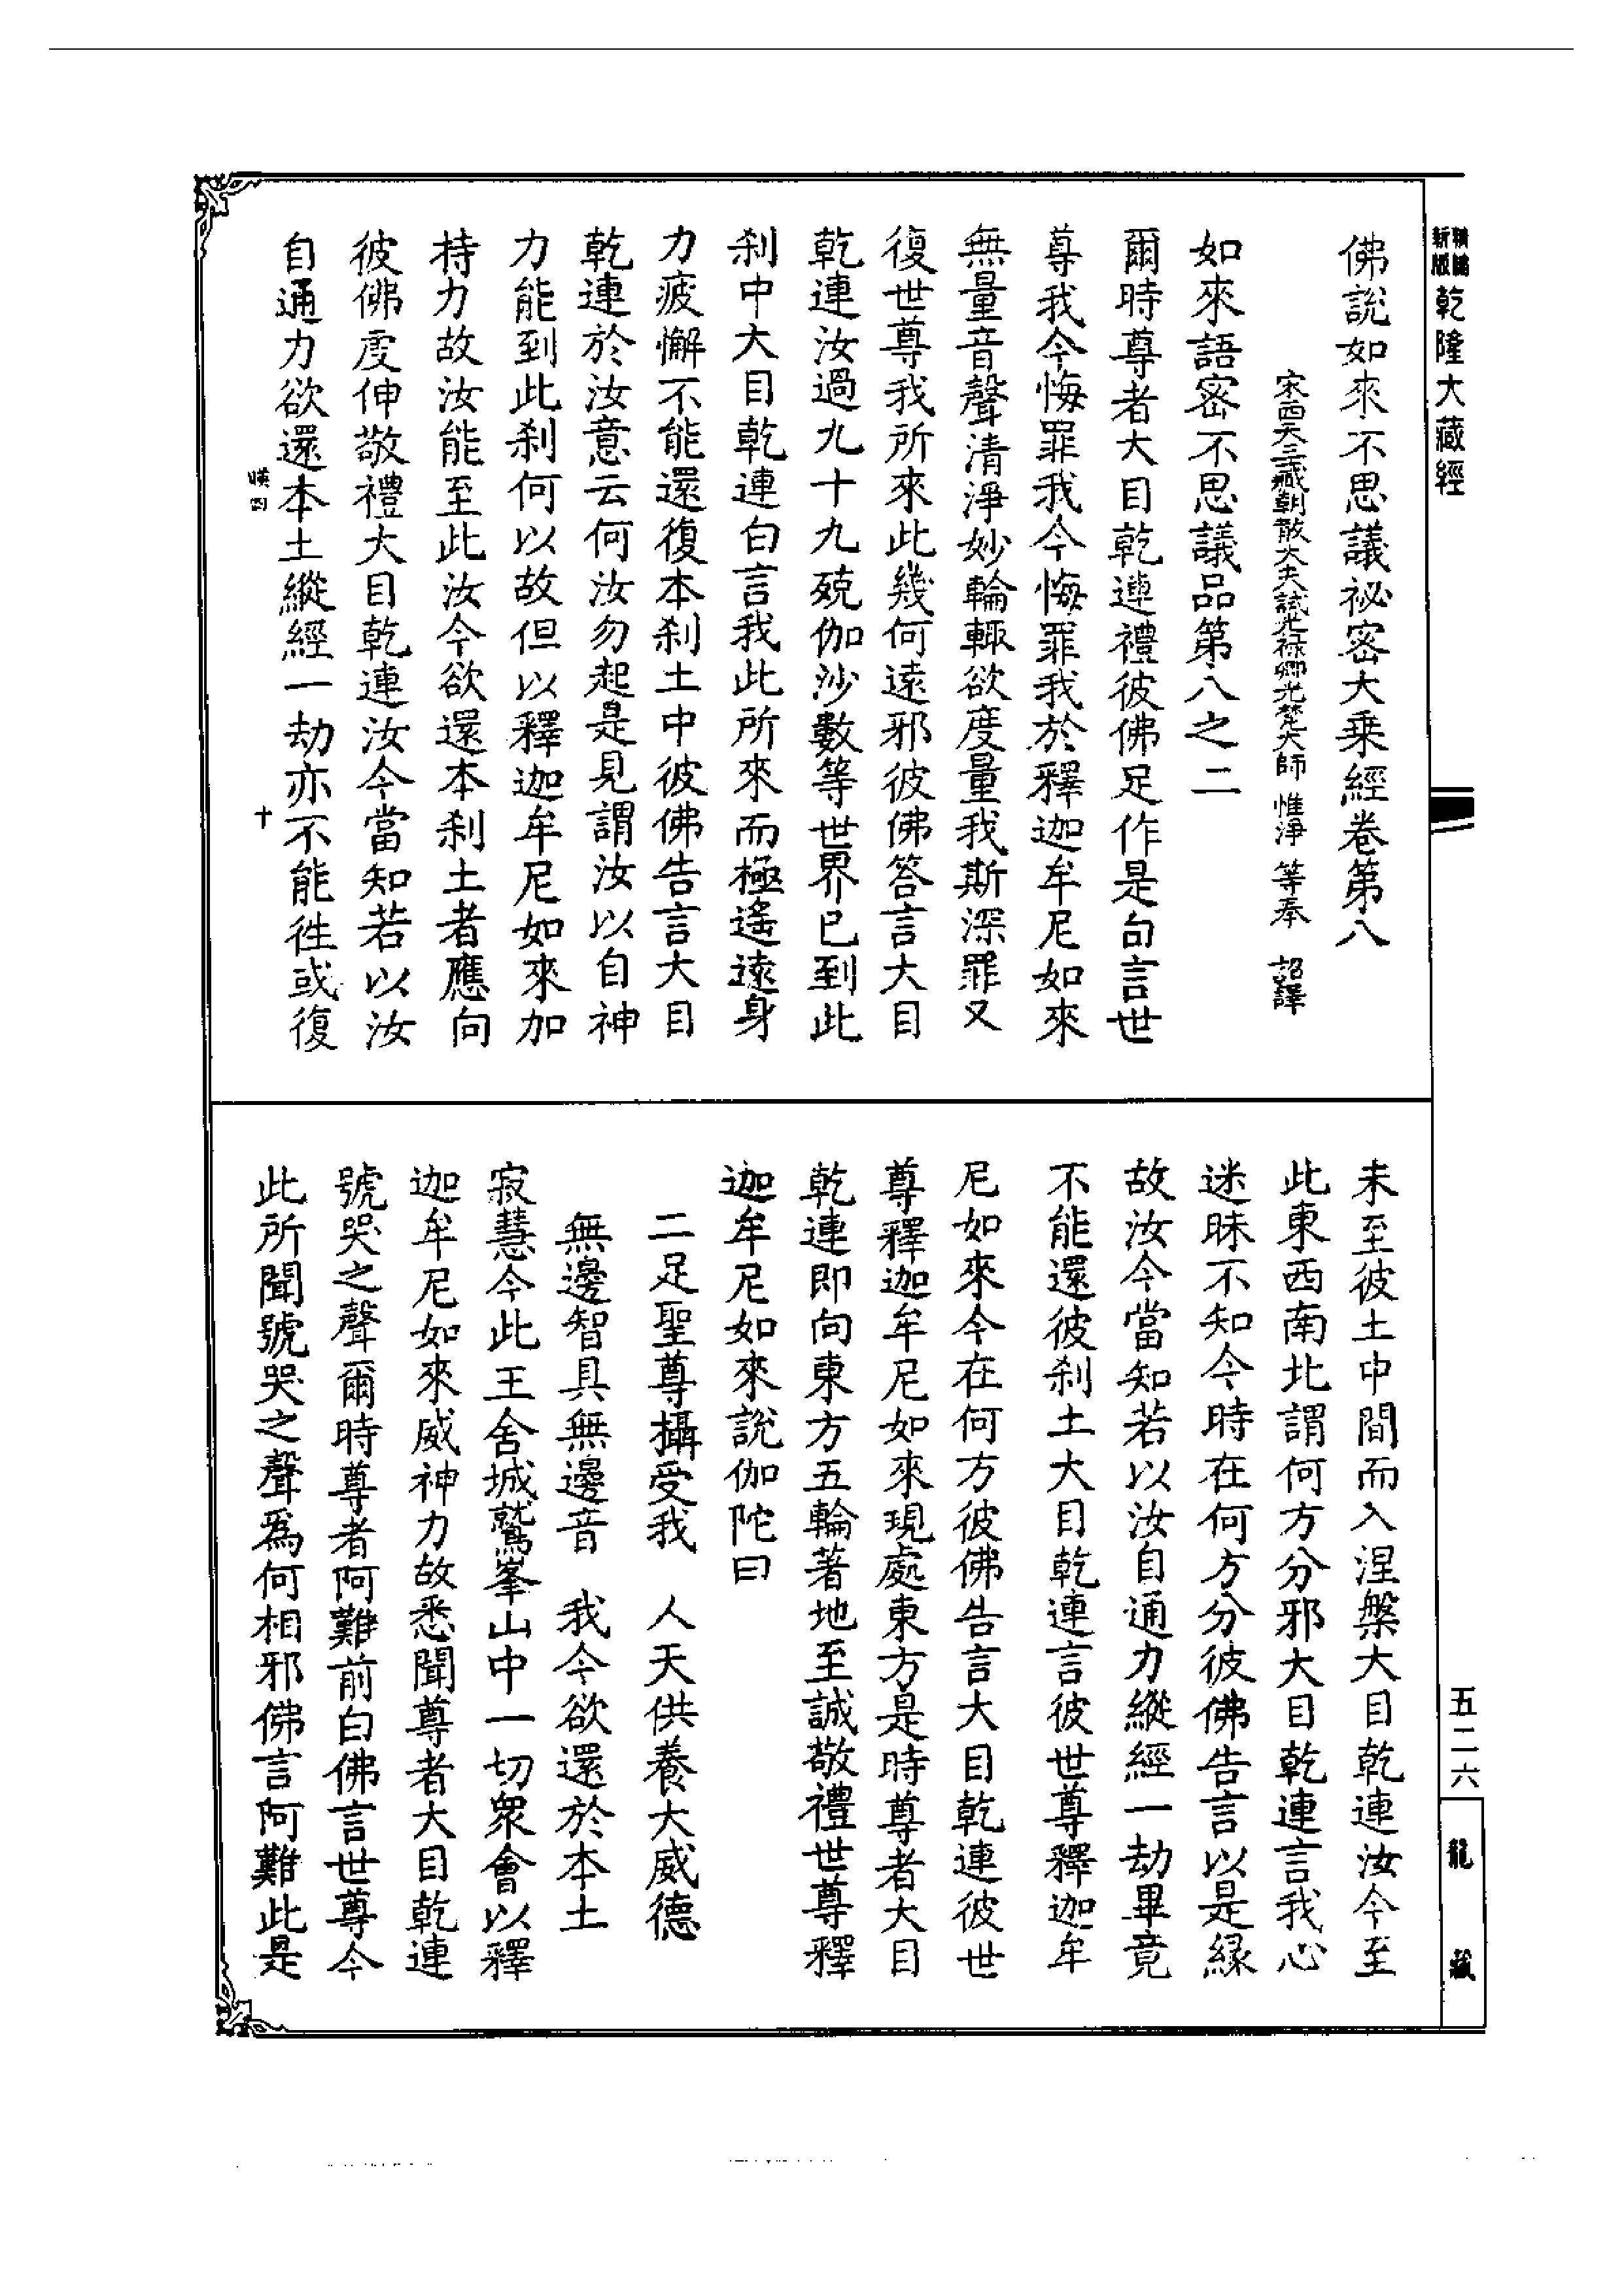 精編新版乾隆大藏經
佛說如來不思議祕密大乘經卷第八
宋西天三藏朝散大夫試光祿卿光梵大師 惟淨 等奉 詔譯
如來語密不思議品第八之二
爾時尊者大目乾連禮彼佛足作是白言世
尊我今悔罪我今悔罪我於釋迦牟尼如來
無量音聲清淨妙輪輙欲度量我斯深罪又
復世尊我所來此幾何遠邪彼佛答言大目
乾連汝過九十九殑伽沙數等世界已到此
刹中大目乾連白言我此所來而極遙遠身
力疲懈不能還復本刹土中彼佛告言大目
乾連於汝意云何汝勿起是見謂汝以自神
力能到此刹何以故但以釋迦牟尼如來加
持力故汝能至此汝今欲還本刹土者應向
彼佛虔伸敬禮大目乾連汝今當知若以汝
自通力欲還本土縱經一劫亦不能徃或復
十
未至彼土中間而入涅槃大目乾連汝今至
此東西南北謂何方分邪大目乾連言我心
迷昧不知今時在何方分彼佛告言以是緣
故汝今當知若以汝自通力縱經一劫畢竟
不能還彼刹土大目乾連言彼世尊釋迦牟
尼如來今在何方彼佛告言大目乾連彼世
尊釋迦牟尼如來現處東方是時尊者大目
乾連即向東方五輪著地至誠敬禮世尊釋
迦牟尼如來說伽陀曰
二足聖尊攝受我 人天供養大威德
無邊智具無邊音 我今欲還於本土
寂慧今此王舍城鷲峯山中一切眾會以釋
迦牟尼如來威神力故悉聞尊者大目乾連
號哭之聲爾時尊者阿難前白佛言世尊今
此所聞號哭之聲爲何相邪佛言阿難此是
五二六
龍藏